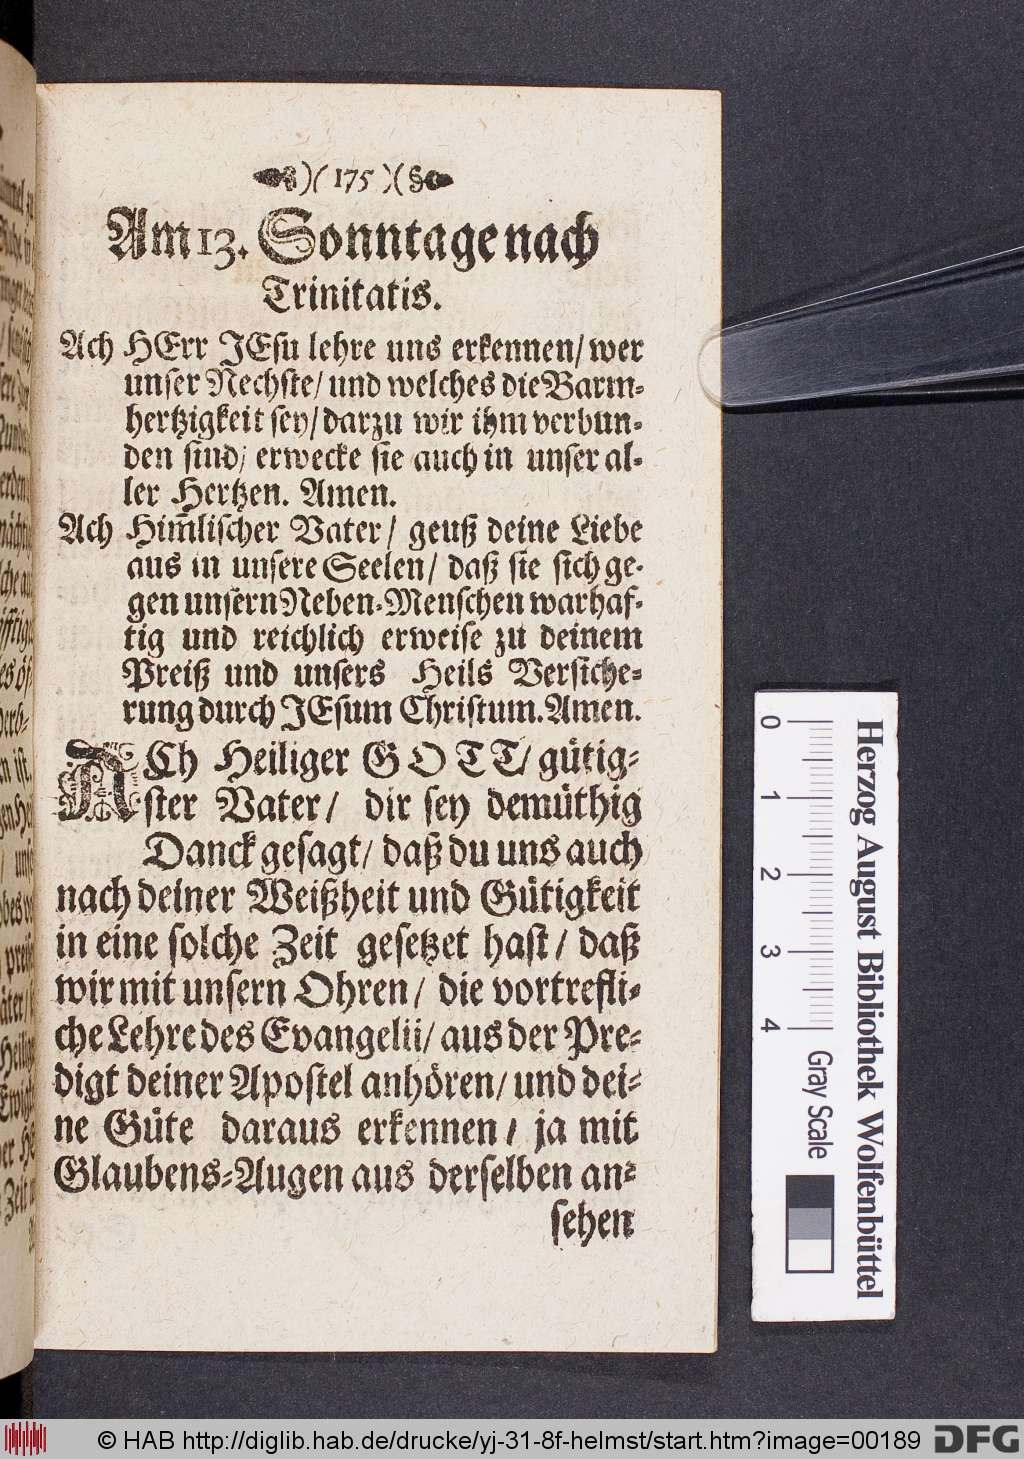 )( 175 )(
Am 13. Sonntage nach
Trinitatis.
Ach HErr JEsu lehre uns erkennen/ wer
unser Nechste/ und welches die Barm-
hertzigkeit sey/ darzu wir ihm verbun-
den sind/ erwecke sie auch in unser al-
ler Hertzen. Amen.
Ach Him̄lischer Vater/ geuß deine Liebe
aus in unsere Seelen/ daß sie sich ge-
gen unsern Neben-Menschen warhaf-
tig und reichlich erweise zu deinem
Preiß und unsers Heils Versiche-
rung durch JEsum Christum. Amen.
ACh Heiliger GOTT/ gütig-
ster Vater/ dir sey demüthig
Danck gesagt/ daß du uns auch
nach deiner Weißheit und Gütigkeit
in eine solche Zeit gesetzet hast/ daß
wir mit unsern Ohren/ die vortrefli-
che Lehre des Evangelii/ aus der Pre-
digt deiner Apostel anhören/ und dei-
ne Güte daraus erkennen/ ja mit
Glaubens-Augen aus derselben an-
sehen
0 1 2 3 4
Gray Scale
Herzog August Bibliothek Wolfenbüttel
© HAB http://diglib.hab.de/drucke/yj-31-8f-helmst/start.htm?image=00189
DFG